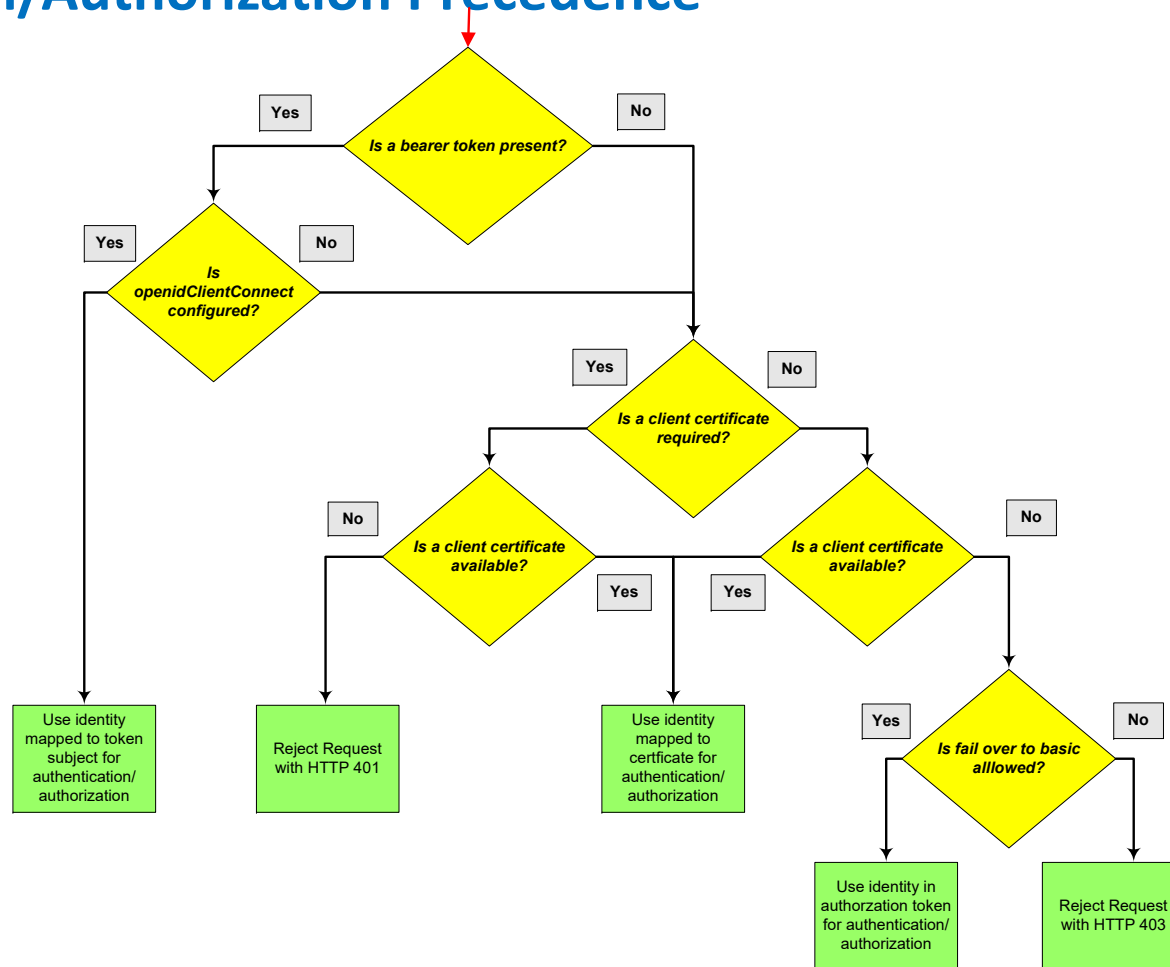 /Authorization Precedence
Yes
No
Is a bearer token present?
Yes
No
Is
openidClientConnect
configured?
Yes
No
Is a client certificate
required?
No
Is a client certificate
available?
Yes
Yes
Is a client certificate
available?
No
Use identity
mapped to token
subject for
authentication/
authorization
Reject Request
with HTTP 401
Use identity
mapped to
certficate for
authentication/
authorization
Yes
No
Is fail over to basic
alllowed?
Use identity in
authorzation token
for authentication/
authorization
Reject Request
with HTTP 403